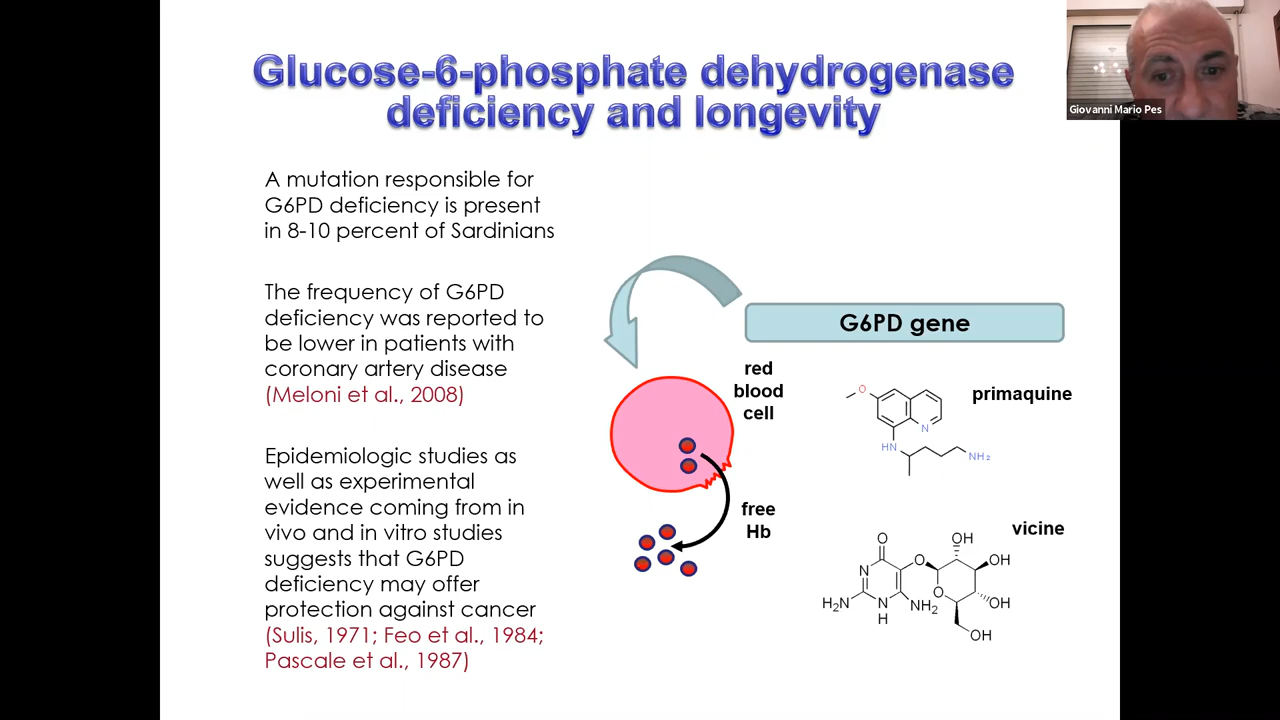 Glucose-6-phosphate dehydrogenase
deficiency and longevity
Giovanni Mario Pes
A mutation responsible for
G6PD deficiency is present
in 8-10 percent of Sardinians
The frequency of G6PD
deficiency was reported to
be lower in patients with
coronary artery disease
(Meloni et al., 2008)
Epidemiologic studies as
well as experimental
evidence coming from in
vivo and in vitro studies
suggests that G6PD
deficiency may offer
protection against cancer
(Sulis, 1971; Feo et al., 1984;
Pascale et al., 1987)
G6PD gene
red
blood
cell
free
Hb
primaquine
O
N
HN
NH₂
vicine
O
OH
O
OH
N
O
OH
H₂N
N
NH₂
H
OH